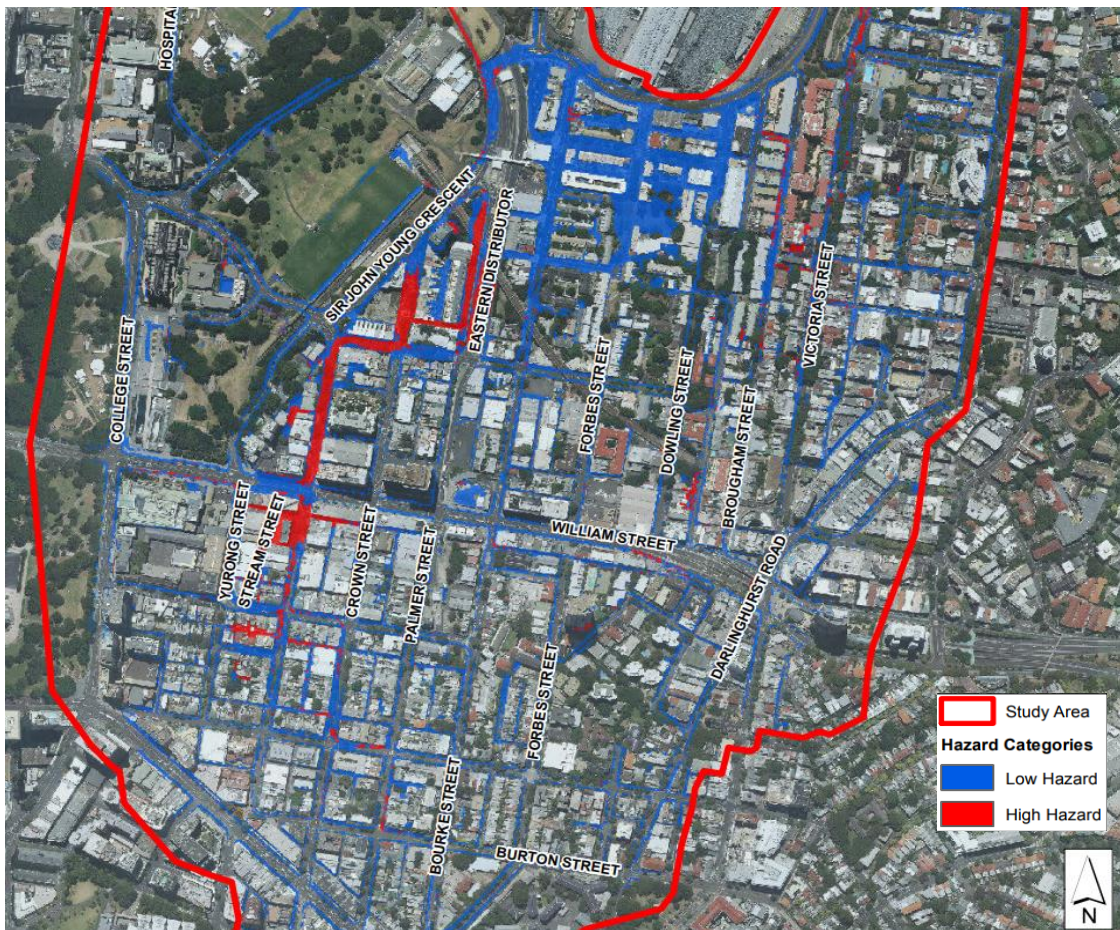 HOSPITA
SIR JOHN YOUNG CRESCENT
EASTERN DISTRIBUTOR
VICTORIA STREET
COLLEGE STREET
FORBES STREET
DOWLING STREET
BROUGHAM STREET
WILLIAM STREET
YURONG STREET
STREAM STREET
CROWN STREET
PALMER STREET
DARLINGHURST ROAD
FORBES STREET
BOURKE STREET
BURTON STREET
Study Area
Hazard Categories
Low Hazard
High Hazard
N